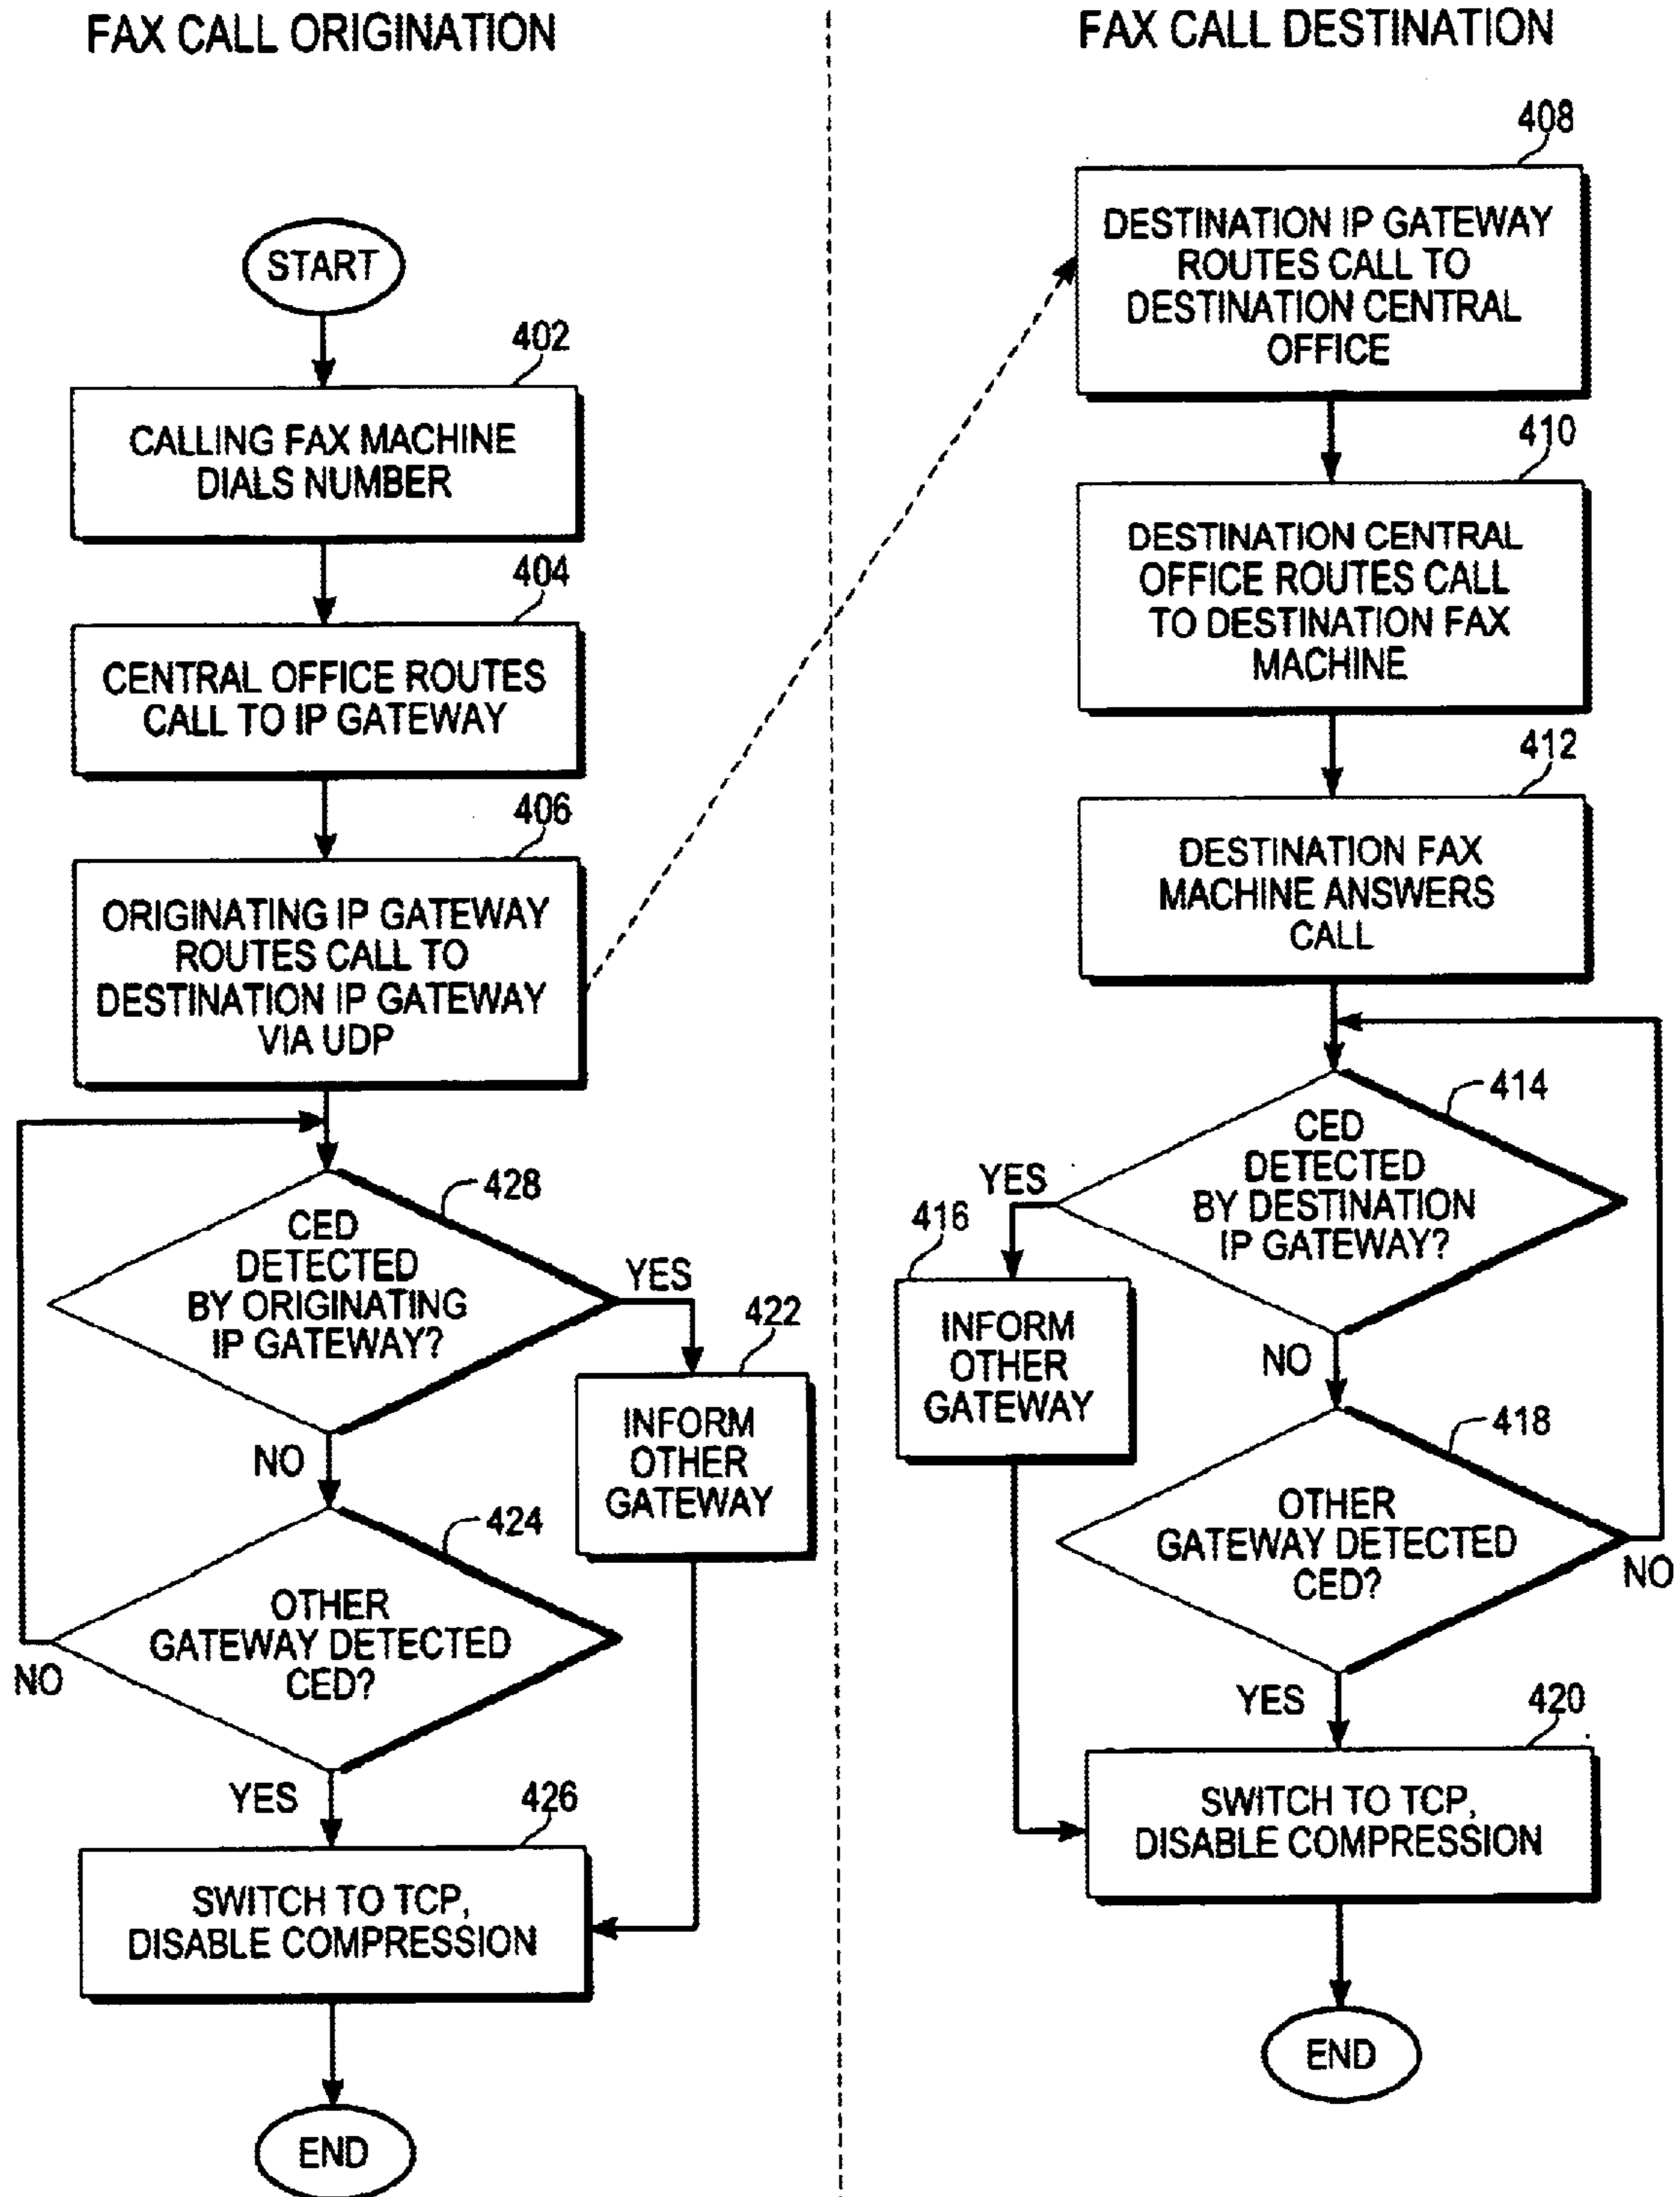 FAX CALL ORIGINATION
START
402
CALLING FAX MACHINE
DIALS NUMBER
404
CENTRAL OFFICE ROUTES
CALL TO IP GATEWAY
406
ORIGINATING IP GATEWAY
ROUTES CALL TO
DESTINATION IP GATEWAY
VIA UDP
428
CED
DETECTED
BY ORIGINATING
IP GATEWAY?
YES
422
INFORM
OTHER
GATEWAY
NO
424
OTHER
GATEWAY DETECTED
CED?
NO
YES
426
SWITCH TO TCP,
DISABLE COMPRESSION
END
FAX CALL DESTINATION
408
DESTINATION IP GATEWAY
ROUTES CALL TO
DESTINATION CENTRAL
OFFICE
410
DESTINATION CENTRAL
OFFICE ROUTES CALL
TO DESTINATION FAX
MACHINE
412
DESTINATION FAX
MACHINE ANSWERS
CALL
414
CED
DETECTED
BY DESTINATION
IP GATEWAY?
YES
416
INFORM
OTHER
GATEWAY
NO
418
OTHER
GATEWAY DETECTED
CED?
NO
YES
420
SWITCH TO TCP,
DISABLE COMPRESSION
END